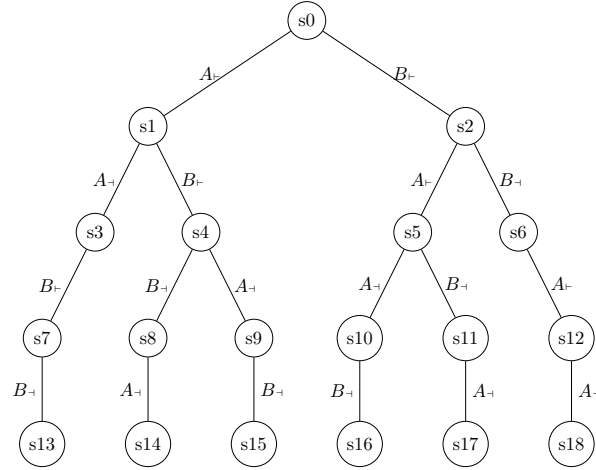 s0
A⊢ B⊢
s1 s2
A⊣ B⊢ A⊢ B⊣
s3 s4 s5 s6
B⊢ B⊣ A⊣ A⊣ B⊣ A⊢
s7 s8 s9 s10 s11 s12
B⊣ A⊣ B⊣ B⊣ A⊣ A⊣
s13 s14 s15 s16 s17 s18